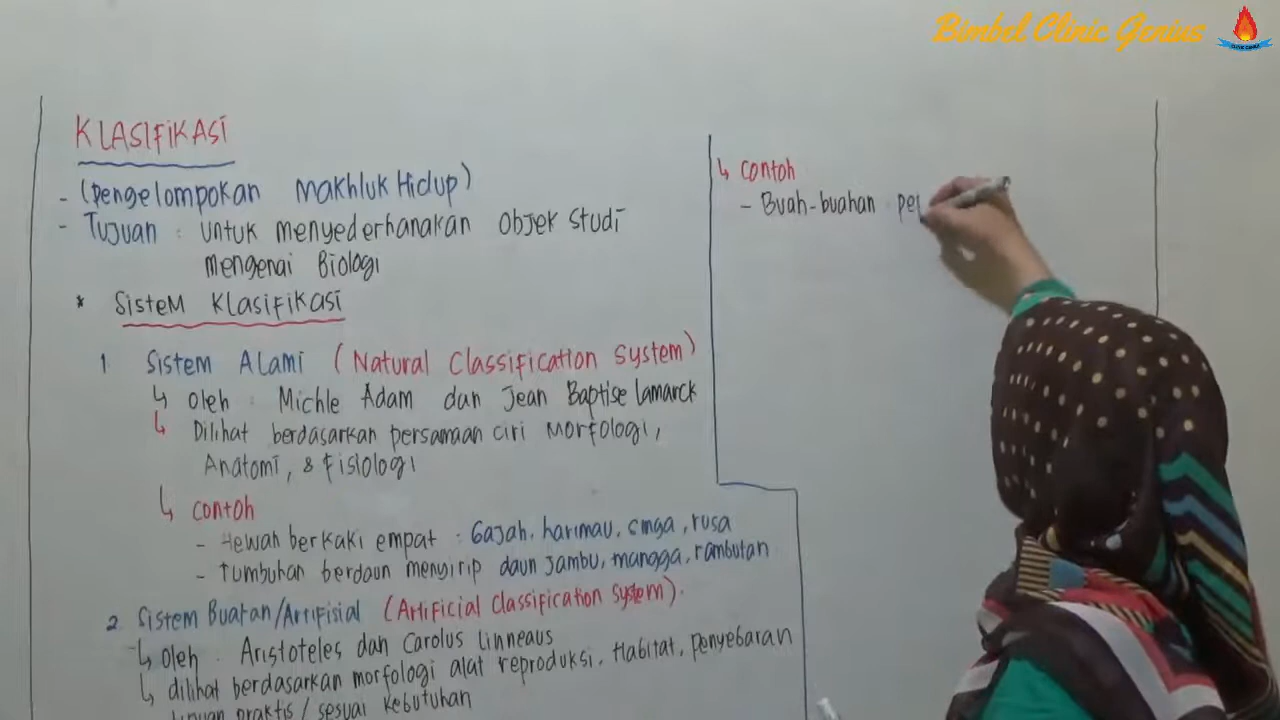 Bimbel Clinic Genius
KLASIFIKASI
- (pengelompokan Makhluk Hidup)
- Tujuan : untuk menyederhanakan objek studi
mengenai Biologi
* Sistem Klasifikasi
1 Sistem Alami (Natural Classification System)
↳ oleh : Michle Adam dan Jean Baptise lamarck
↳ Dilihat berdasarkan persamaan ciri Morfologi,
Anatomi, & Fisiologi
↳ contoh
- Hewan berkaki empat : Gajah, harimau, singa, rusa
- Tumbuhan berdaun menyirip daun jambu, mangga, rambutan
2. Sistem Buatan/Artifisial (Artificial Classification System).
↳ oleh : Aristoteles dan Carolus linneaus
↳ dilihat berdasarkan morfologi alat reproduksi, Habitat, penyebaran
praktis / sesuai kebutuhan
↳ contoh
- Buah-buahan